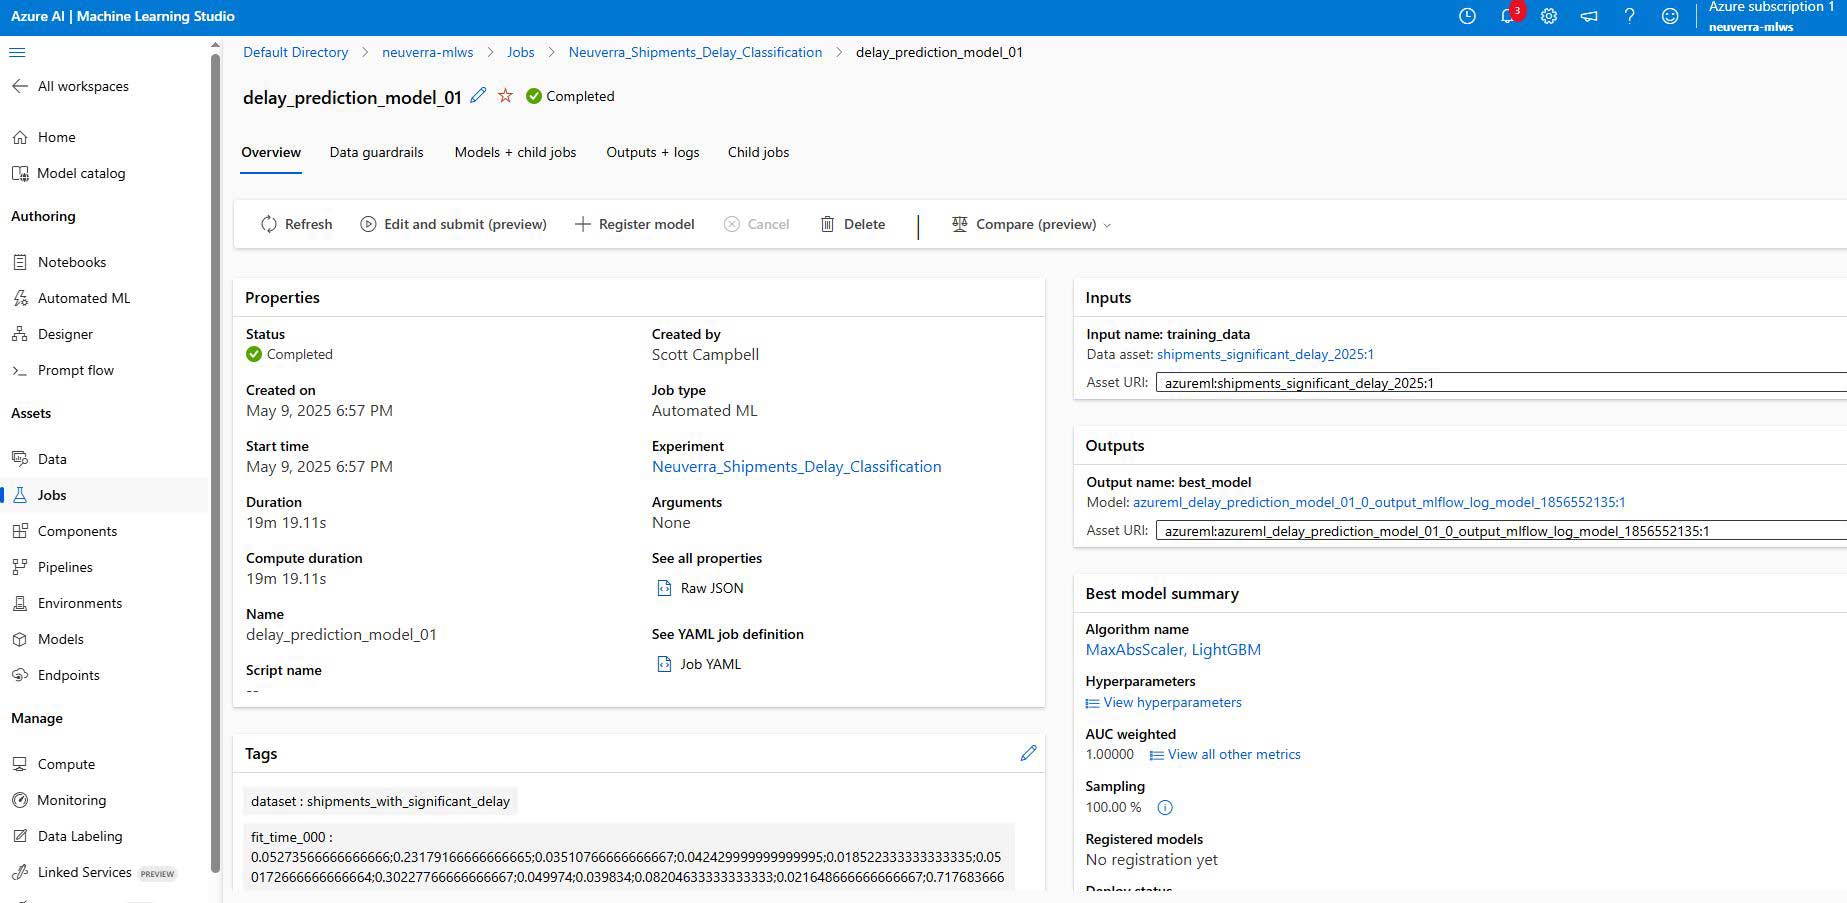 Azure AI | Machine Learning Studio
3
Azure subscription 1
neuverra-mlws
All workspaces
Home
Model catalog
Authoring
Notebooks
Automated ML
Designer
Prompt flow
Assets
Data
Jobs
Components
Pipelines
Environments
Models
Endpoints
Manage
Compute
Monitoring
Data Labeling
Linked Services PREVIEW
Default Directory > neuverra-mlws > Jobs > Neuverra_Shipments_Delay_Classification > delay_prediction_model_01
delay_prediction_model_01 Completed
Overview Data guardrails Models + child jobs Outputs + logs Child jobs
Refresh Edit and submit (preview) Register model Cancel Delete | Compare (preview)
Properties
Status
Completed
Created on
May 9, 2025 6:57 PM
Start time
May 9, 2025 6:57 PM
Duration
19m 19.11s
Compute duration
19m 19.11s
Name
delay_prediction_model_01
Script name
--
Created by
Scott Campbell
Job type
Automated ML
Experiment
Neuverra_Shipments_Delay_Classification
Arguments
None
See all properties
Raw JSON
See YAML job definition
Job YAML
Tags
dataset : shipments_with_significant_delay
fit_time_000 :
0.05273566666666666;0.23179166666666665;0.03510766666666667;0.042429999999999995;0.018522333333333335;0.05
0172666666666664;0.30227766666666667;0.049974;0.039834;0.08204633333333333;0.021648666666666667;0.717683666
Inputs
Input name: training_data
Data asset: shipments_significant_delay_2025:1
Asset URI: azureml:shipments_significant_delay_2025:1
Outputs
Output name: best_model
Model: azureml_delay_prediction_model_01_0_output_mlflow_log_model_1856552135:1
Asset URI: azureml:azureml_delay_prediction_model_01_0_output_mlflow_log_model_1856552135:1
Best model summary
Algorithm name
MaxAbsScaler, LightGBM
Hyperparameters
View hyperparameters
AUC weighted
1.00000 View all other metrics
Sampling
100.00 %
Registered models
No registration yet
Deploy status